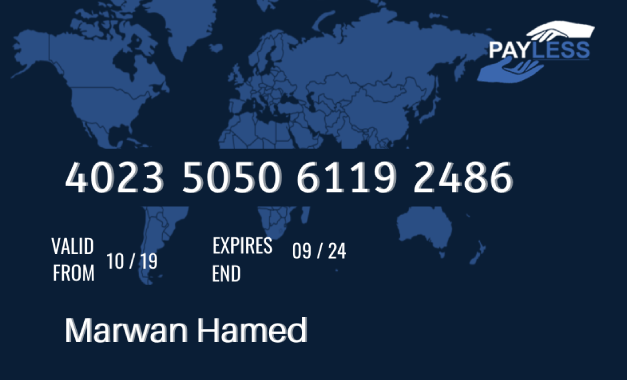 PAYLESS
4023 5050 6119 2486
VALID FROM 10 / 19
EXPIRES END 09 / 24
Marwan Hamed